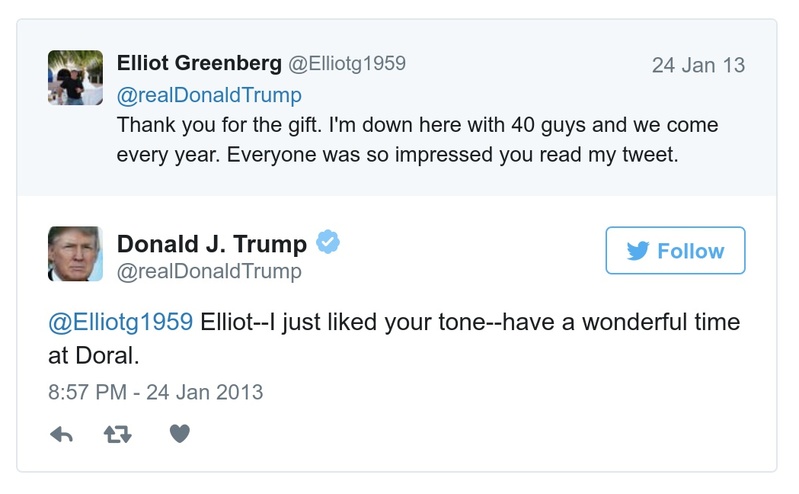 Elliot Greenberg @Elliotg1959 24 Jan 13
@realDonaldTrump
Thank you for the gift. I'm down here with 40 guys and we come
every year. Everyone was so impressed you read my tweet.
Donald J. Trump
@realDonaldTrump
Follow
@Elliotg1959 Elliot--I just liked your tone--have a wonderful time
at Doral.
8:57 PM - 24 Jan 2013